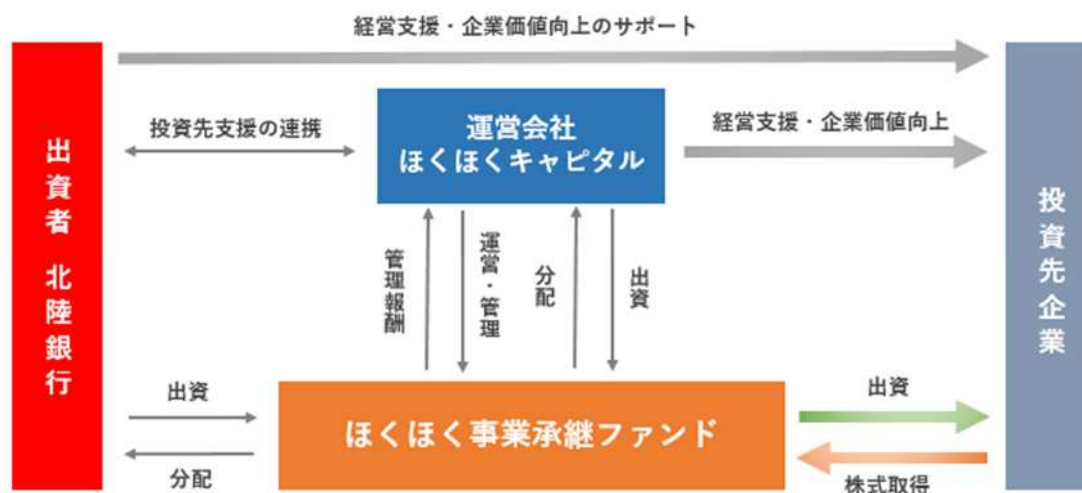 経営支援・企業価値向上のサポート
出資者 北陸銀行
投資先支援の連携
運営会社
ほくほくキャピタル
経営支援・企業価値向上
投資先企業
管理報酬
運営・管理
分配
出資
出資
分配
ほくほく事業承継ファンド
出資
株式取得